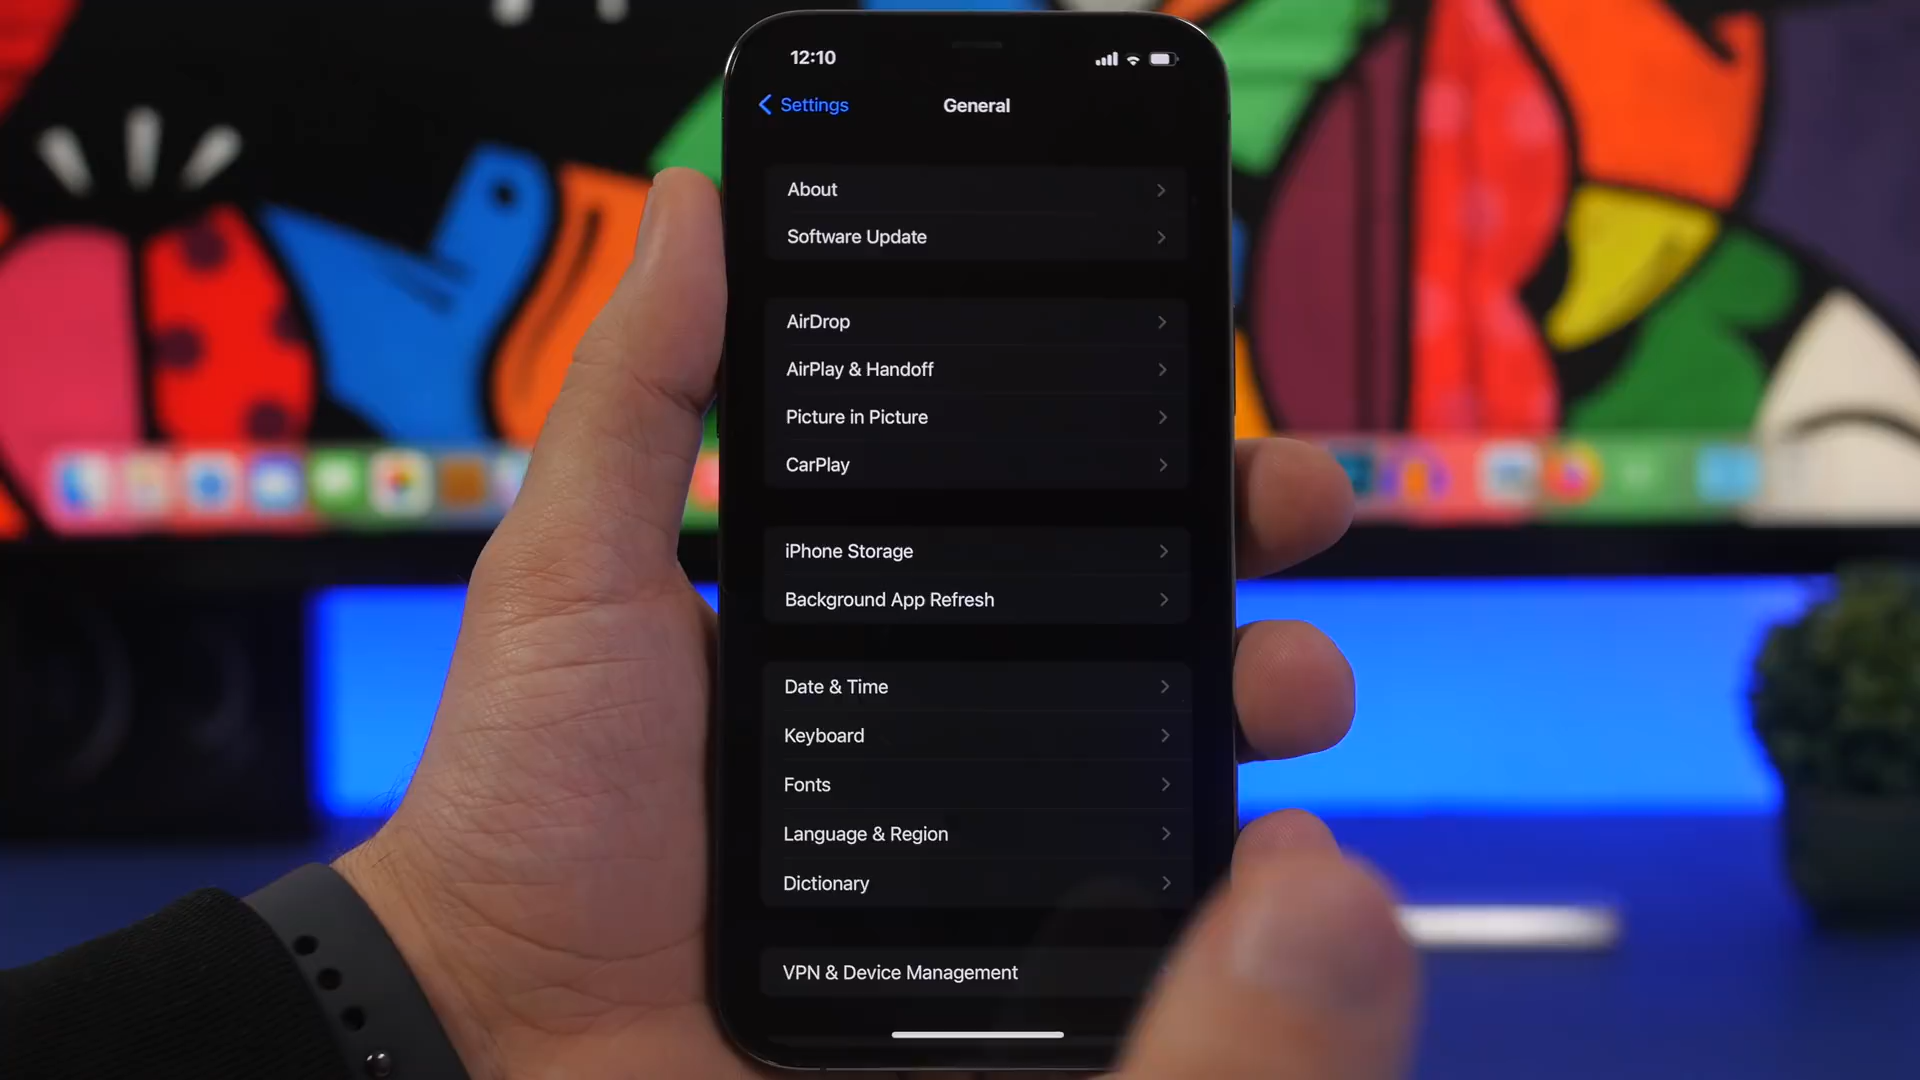 12:10
Settings
General
About
Software Update
AirDrop
AirPlay & Handoff
Picture in Picture
CarPlay
iPhone Storage
Background App Refresh
Date & Time
Keyboard
Fonts
Language & Region
Dictionary
VPN & Device Management